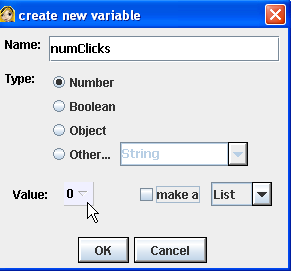 create new variable
Name: numClicks
Type: Number
Boolean
Object
Other... String
Value: 0 make a List
OK Cancel